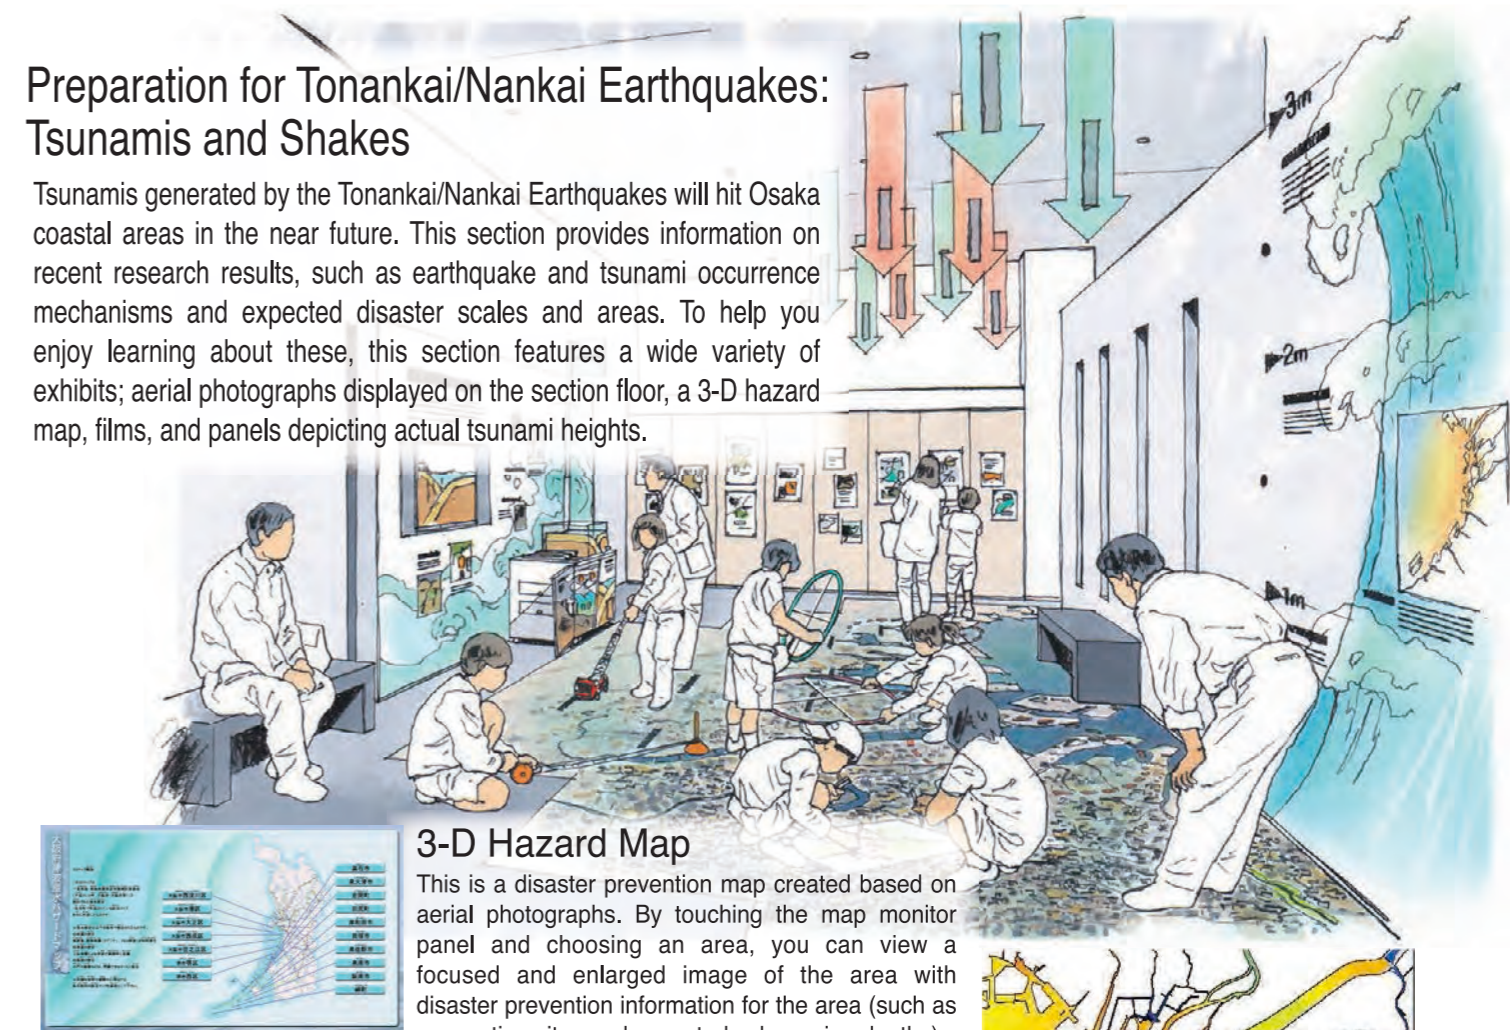 Preparation for Tonankai/Nankai Earthquakes:
Tsunamis and Shakes
Tsunamis generated by the Tonankai/Nankai Earthquakes will hit Osaka
coastal areas in the near future. This section provides information on
recent research results, such as earthquake and tsunami occurrence
mechanisms and expected disaster scales and areas. To help you
enjoy learning about these, this section features a wide variety of
exhibits; aerial photographs displayed on the section floor, a 3-D hazard
map, films, and panels depicting actual tsunami heights.
3m
2m
1m
3-D Hazard Map
This is a disaster prevention map created based on
aerial photographs. By touching the map monitor
panel and choosing an area, you can view a
focused and enlarged image of the area with
disaster prevention information for the area (such as